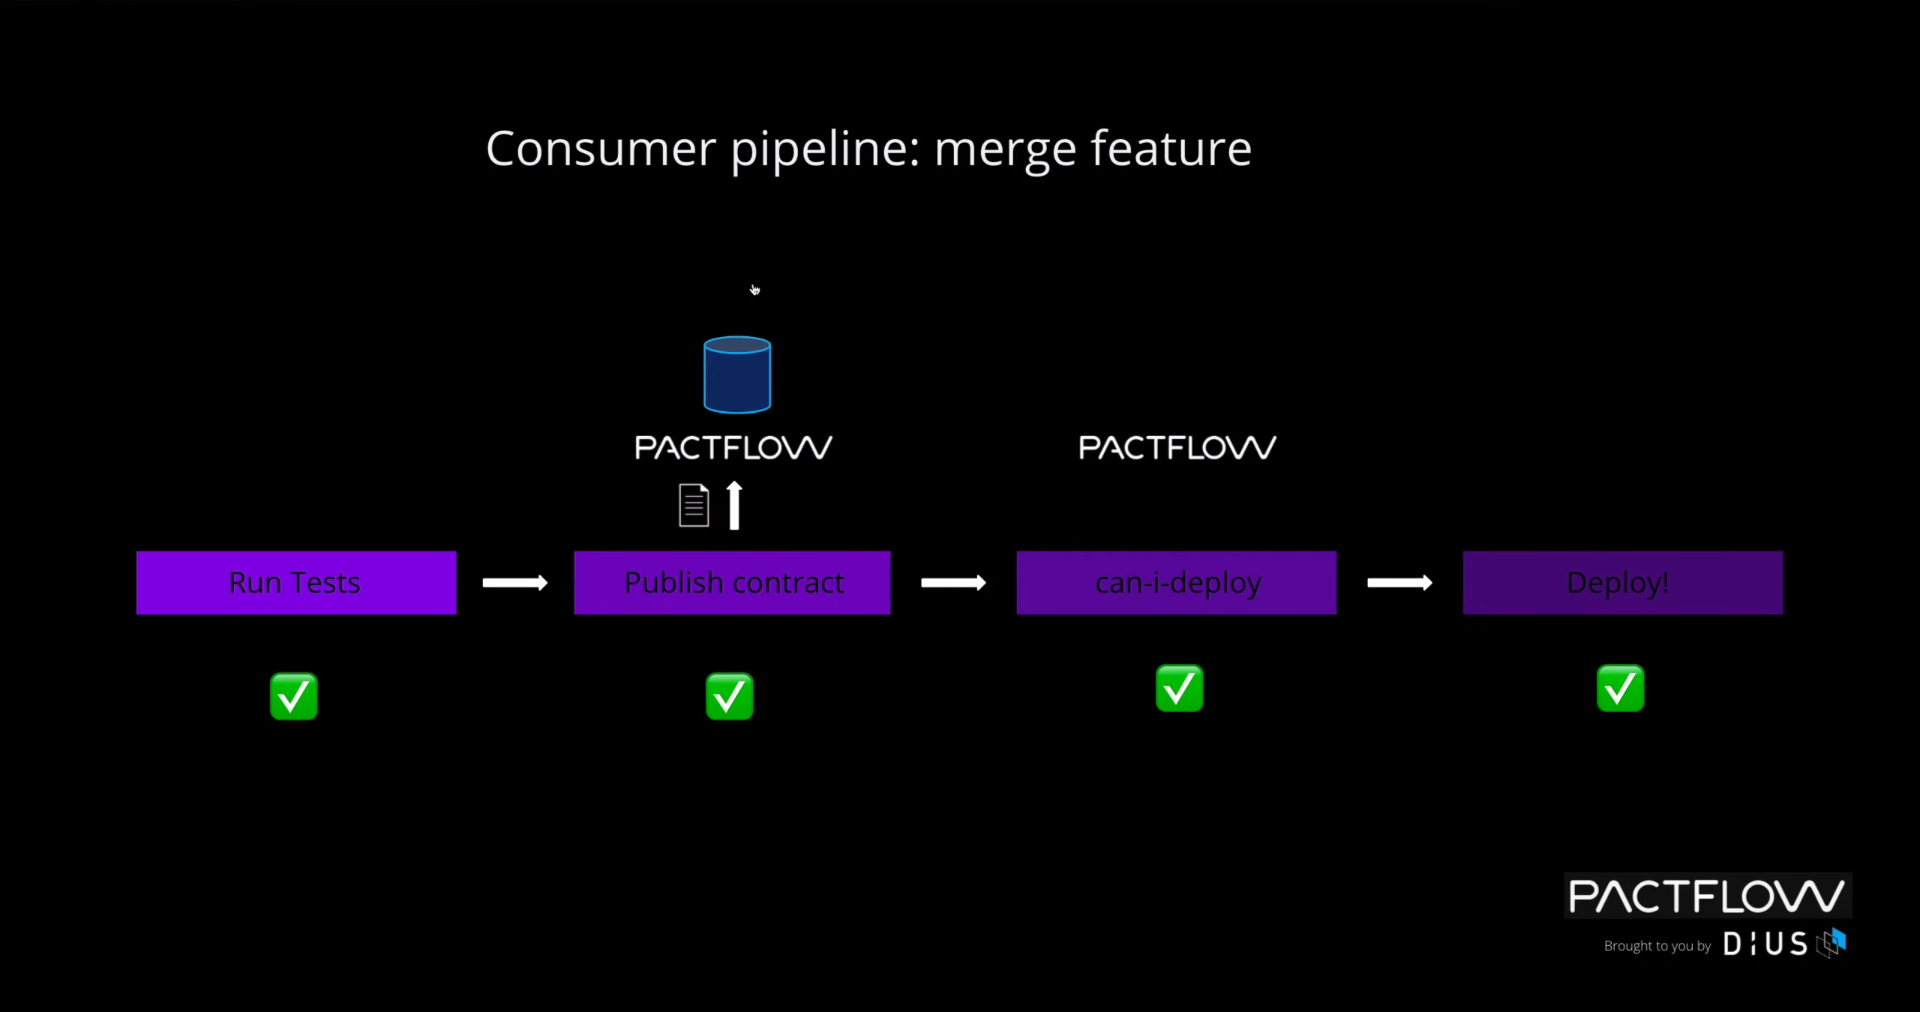 Consumer pipeline: merge feature
PACTFLOW
PACTFLOW
Run Tests
Publish contract
can-i-deploy
Deploy!
PACTFLOW
Brought to you by DIUS